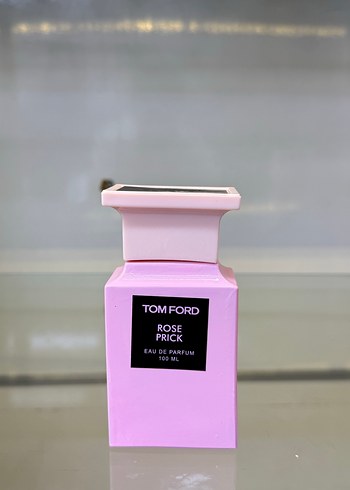 TOM FORD
ROSE
PRICK
EAU DE PARFUM
100 ML